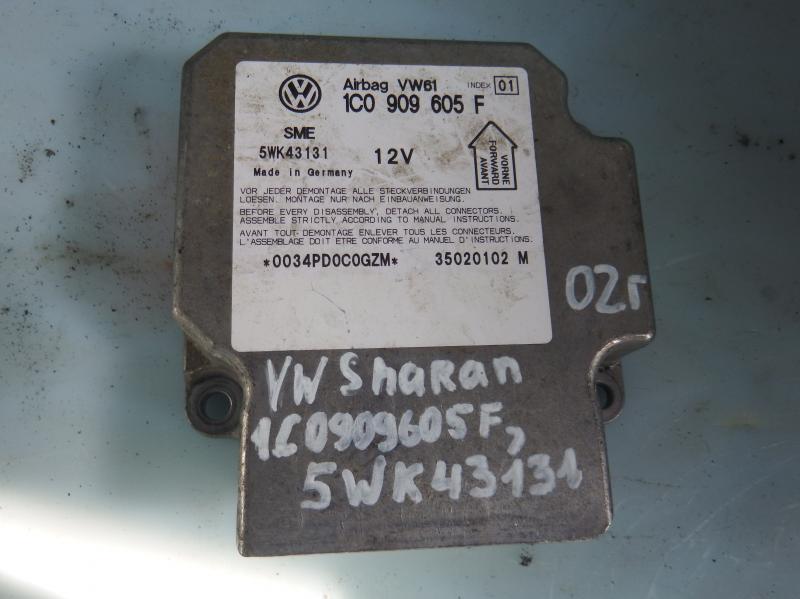 Airbag VW61 INDEX 01
1C0 909 605 F
SME
5WK43131 12V
Made in Germany
VORNE
FORWARD
AVANT
VOR JEDER DEMONTAGE ALLE STECKVERBINDUNGEN
LOESEN. MONTAGE NUR NACH EINBAUANWEISUNG.
BEFORE EVERY DISASSEMBLY, DETACH ALL CONNECTORS.
ASSEMBLE STRICTLY ACCORDING TO MANUAL INSTRUCTIONS.
AVANT TOUT DEMONTAGE ENLEVER TOUS LES CONNECTEURS.
L'ASSEMBLAGE DOIT ETRE CONFORME AU MANUEL D'INSTRUCTIONS.
*0034PD0C0GZM* 35020102 M
02г
VW Sharan
1C0909605F,
5WK43131